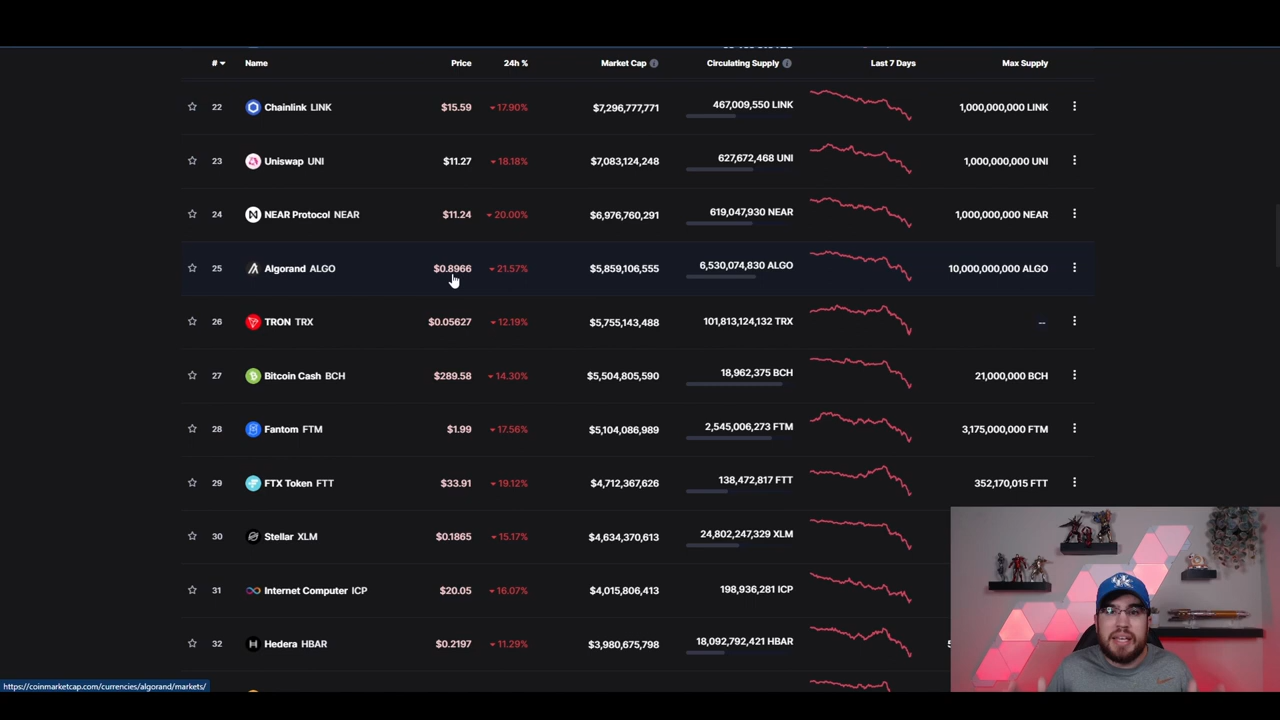 # Name Price 24h % Market Cap Circulating Supply Last 7 Days Max Supply
22 Chainlink LINK $15.59 17.90% $7,296,777,771 467,009,550 LINK 1,000,000,000 LINK
23 Uniswap UNI $11.27 18.18% $7,083,124,248 627,672,468 UNI 1,000,000,000 UNI
24 NEAR Protocol NEAR $11.24 20.00% $6,976,760,291 619,047,930 NEAR 1,000,000,000 NEAR
25 Algorand ALGO $0.8966 21.57% $5,859,106,555 6,530,074,830 ALGO 10,000,000,000 ALGO
26 TRON TRX $0.05627 12.19% $5,755,143,488 101,813,124,132 TRX --
27 Bitcoin Cash BCH $289.58 14.30% $5,504,805,590 18,962,375 BCH 21,000,000 BCH
28 Fantom FTM $1.99 17.56% $5,104,086,989 2,545,006,273 FTM 3,175,000,000 FTM
29 FTX Token FTT $33.91 19.12% $4,712,367,626 138,472,817 FTT 352,170,015 FTT
30 Stellar XLM $0.1865 15.17% $4,634,370,613 24,802,247,329 XLM
31 Internet Computer ICP $20.05 16.07% $4,015,806,413 198,936,281 ICP
32 Hedera HBAR $0.2197 11.29% $3,980,675,798 18,092,792,421 HBAR
https://coinmarketcap.com/currencies/algorand/markets/